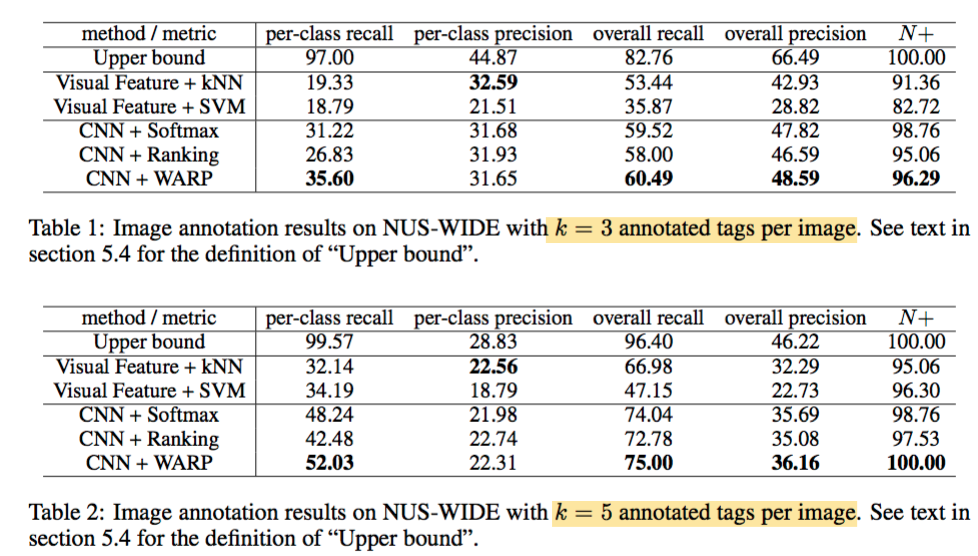 method / metric per-class recall per-class precision overall recall overall precision N+
Upper bound 97.00 44.87 82.76 66.49 100.00
Visual Feature + kNN 19.33 32.59 53.44 42.93 91.36
Visual Feature + SVM 18.79 21.51 35.87 28.82 82.72
CNN + Softmax 31.22 31.68 59.52 47.82 98.76
CNN + Ranking 26.83 31.93 58.00 46.59 95.06
CNN + WARP 35.60 31.65 60.49 48.59 96.29
Table 1: Image annotation results on NUS-WIDE with k = 3 annotated tags per image. See text in
section 5.4 for the definition of “Upper bound”.
method / metric per-class recall per-class precision overall recall overall precision N+
Upper bound 99.57 28.83 96.40 46.22 100.00
Visual Feature + kNN 32.14 22.56 66.98 32.29 95.06
Visual Feature + SVM 34.19 18.79 47.15 22.73 96.30
CNN + Softmax 48.24 21.98 74.04 35.69 98.76
CNN + Ranking 42.48 22.74 72.78 35.08 97.53
CNN + WARP 52.03 22.31 75.00 36.16 100.00
Table 2: Image annotation results on NUS-WIDE with k = 5 annotated tags per image. See text in
section 5.4 for the definition of “Upper bound”.